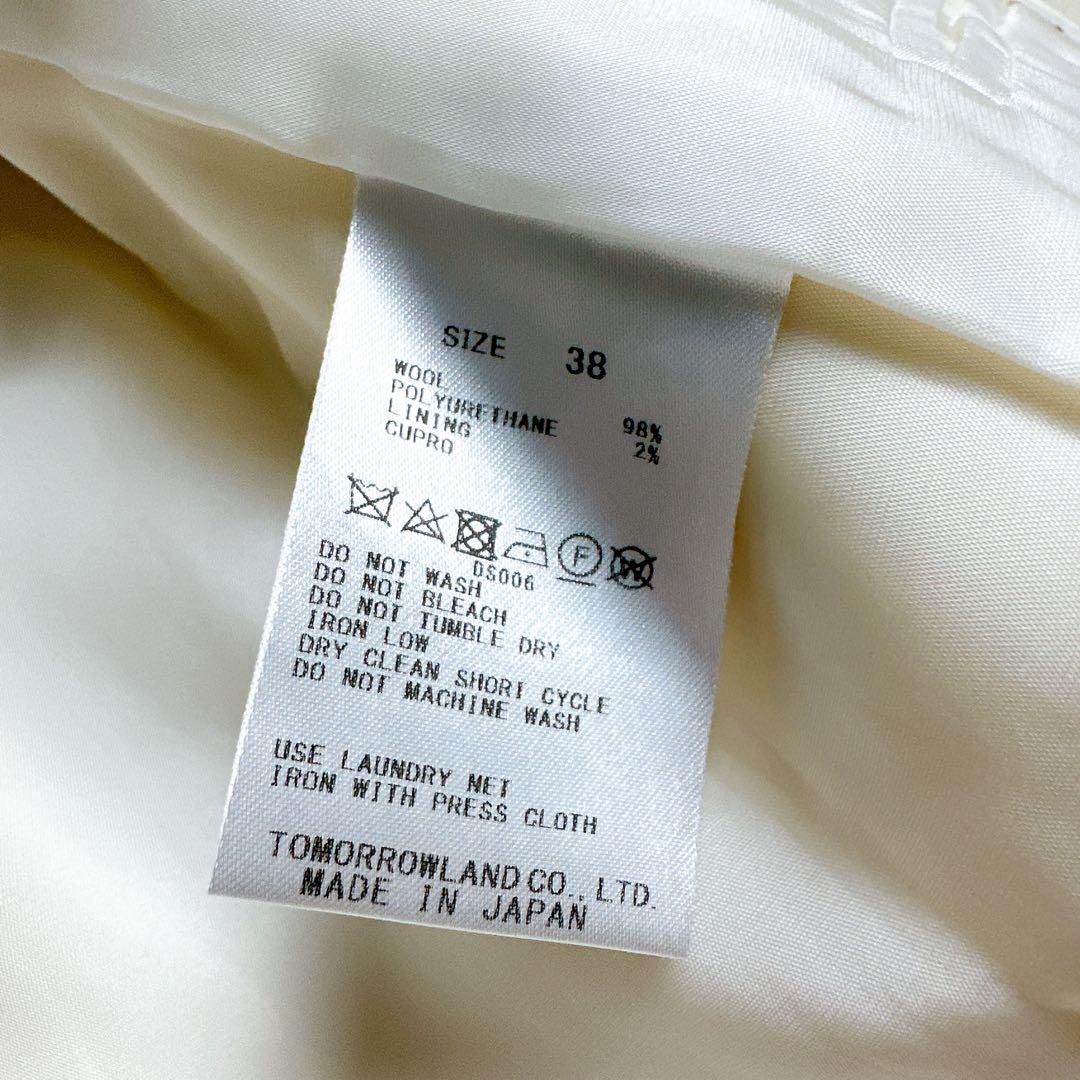 SIZE 38
WOOL 98%
POLYURETHANE 2%
LINING
CUPRO
F
W
DS006
DO NOT WASH
DO NOT BLEACH
DO NOT TUMBLE DRY
IRON LOW
DRY CLEAN SHORT CYCLE
DO NOT MACHINE WASH
USE LAUNDRY NET
IRON WITH PRESS CLOTH
TOMORROWLAND CO., LTD.
MADE IN JAPAN